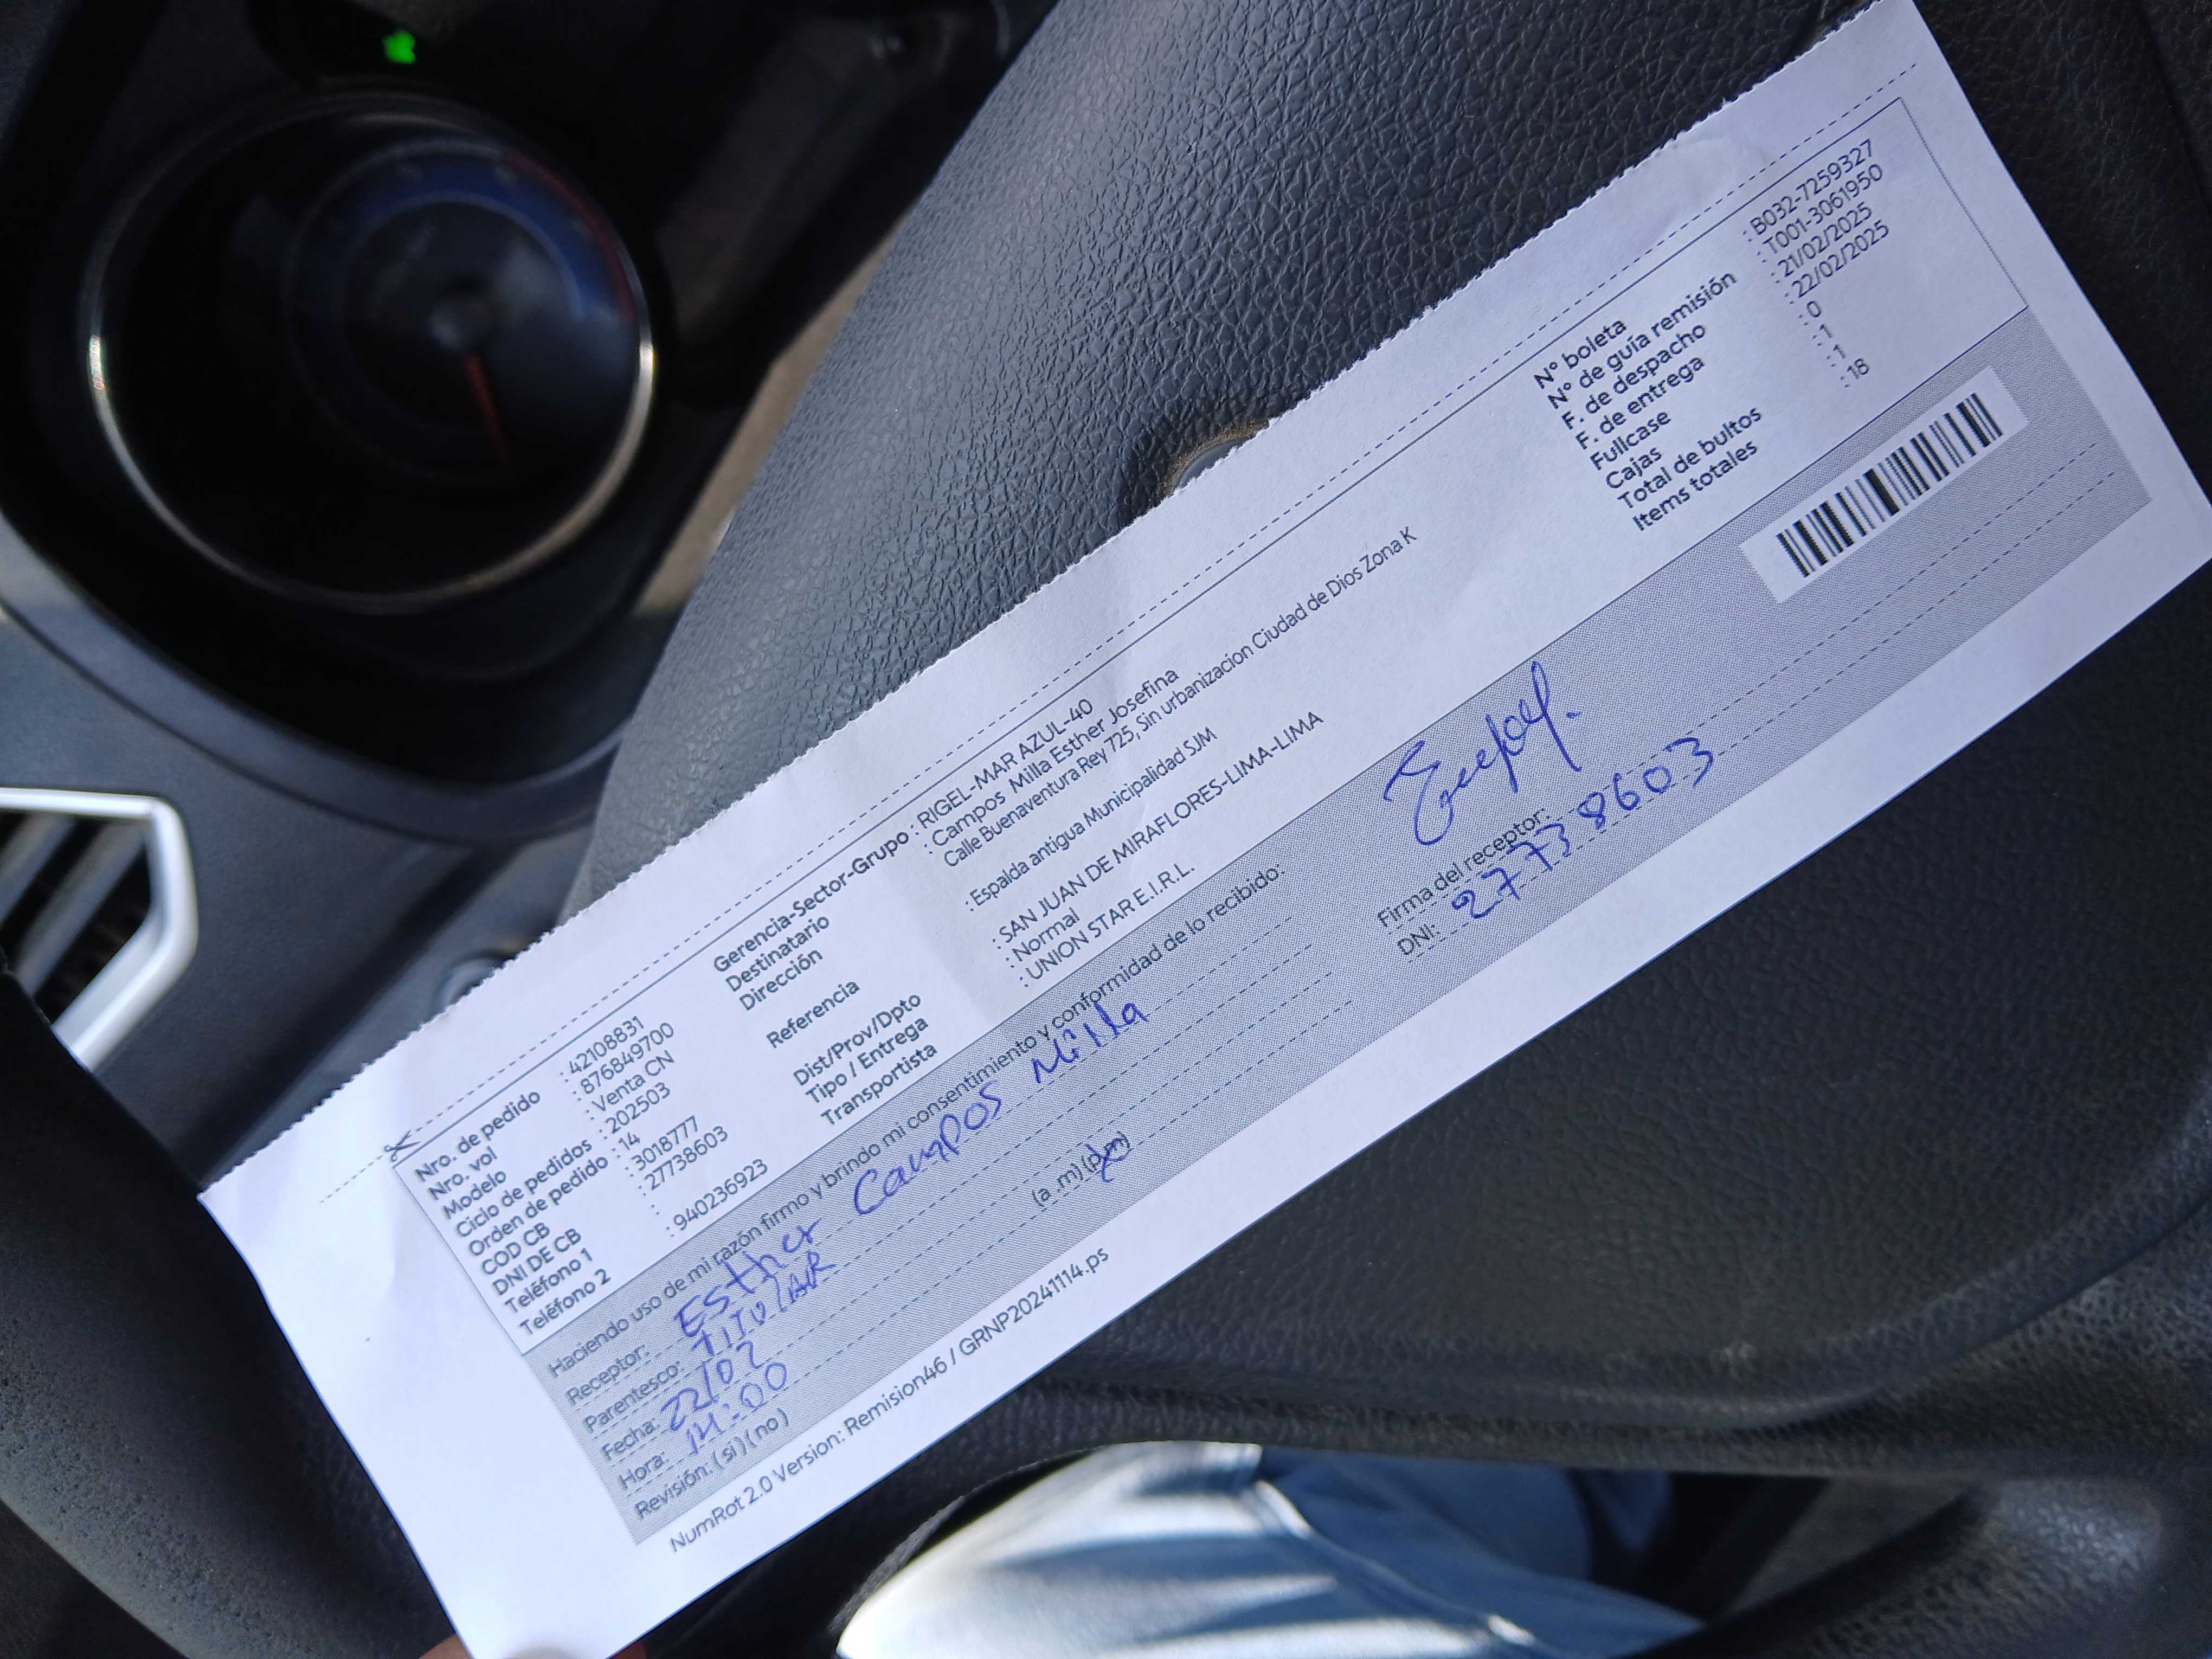 Nro. de pedido : 42108831
Nro. vol : 876849700
Modelo : Venta CN
Ciclo de pedidos : 202503
Orden de pedido : 14
COD CB : 3018777
DNI DE CB : 27738603
Teléfono 1
Teléfono 2 : 940236923
Gerencia-Sector-Grupo : RIGEL-MAR AZUL-40
Destinatario : Campos Milla Esther Josefina
Dirección Calle Buenaventura Rey 725, Sin urbanizacion Ciudad de Dios Zona K
Referencia : Espalda antigua Municipalidad SJM
Dist/Prov/Dpto : SAN JUAN DE MIRAFLORES-LIMA-LIMA
Tipo / Entrega : Normal
Transportista : UNION STAR E.I.R.L.
N° boleta : B032-7259327
N° de guía remisión : T001-3061950
F. de despacho : 21/02/2025
F. de entrega : 22/02/2025
Fullcase : 0
Cajas : 1
Total de bultos : 1
Items totales : 18
Haciendo uso de mi razón firmo y brindo mi consentimiento y conformidad de lo recibido:
Receptor: Esther Campos Milla
Parentesco: TITULAR
Fecha: 22/02
Hora: 14:00 (a .m) (p.m)
Revisión: ( si ) ( no )
Firma del receptor:
DNI: 27738603
NumRot 2.0 Version: Remision46 / GRNP20241114.ps